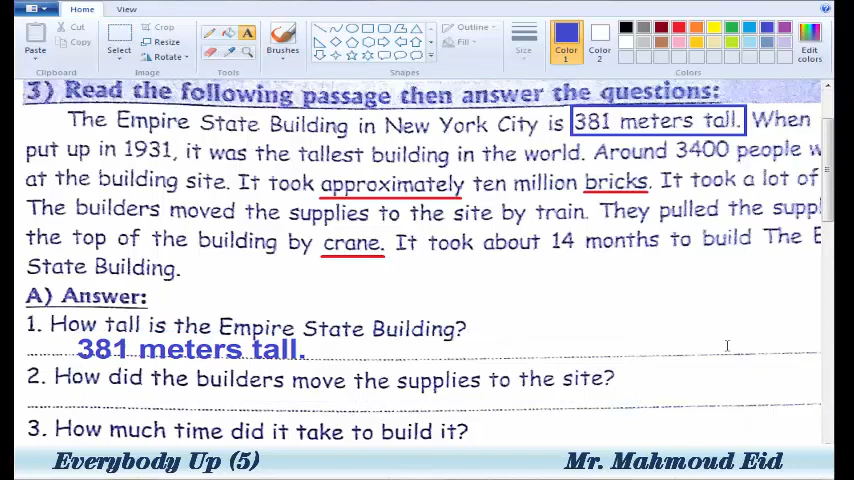 Home View
Paste Cut Copy Select Crop Resize Rotate A Brushes Outline Fill Size Color 1 Color 2 Edit colors
Clipboard Image Tools Shapes Colors
3) Read the following passage then answer the questions:
The Empire State Building in New York City is 381 meters tall. When
put up in 1931, it was the tallest building in the world. Around 3400 people w
at the building site. It took approximately ten million bricks. It took a lot of
The builders moved the supplies to the site by train. They pulled the suppl
the top of the building by crane. It took about 14 months to build The E
State Building.
A) Answer:
1. How tall is the Empire State Building?
381 meters tall.
2. How did the builders move the supplies to the site?
3. How much time did it take to build it?
Everybody Up (5) Mr. Mahmoud Eid